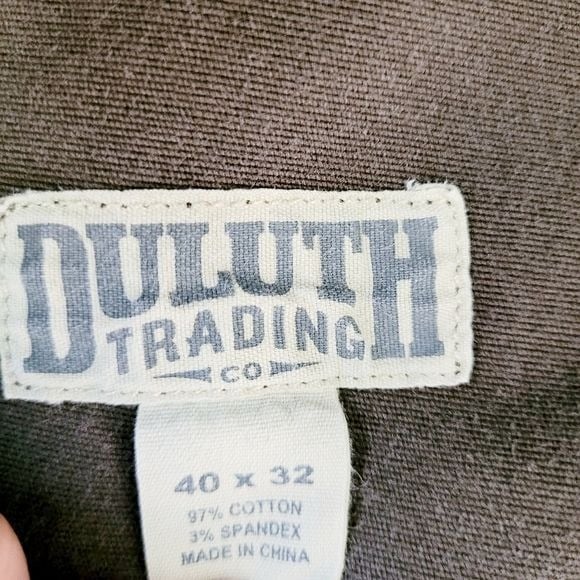 DULUTH
TRADING
CO
40 x 32
97% COTTON
3% SPANDEX
MADE IN CHINA